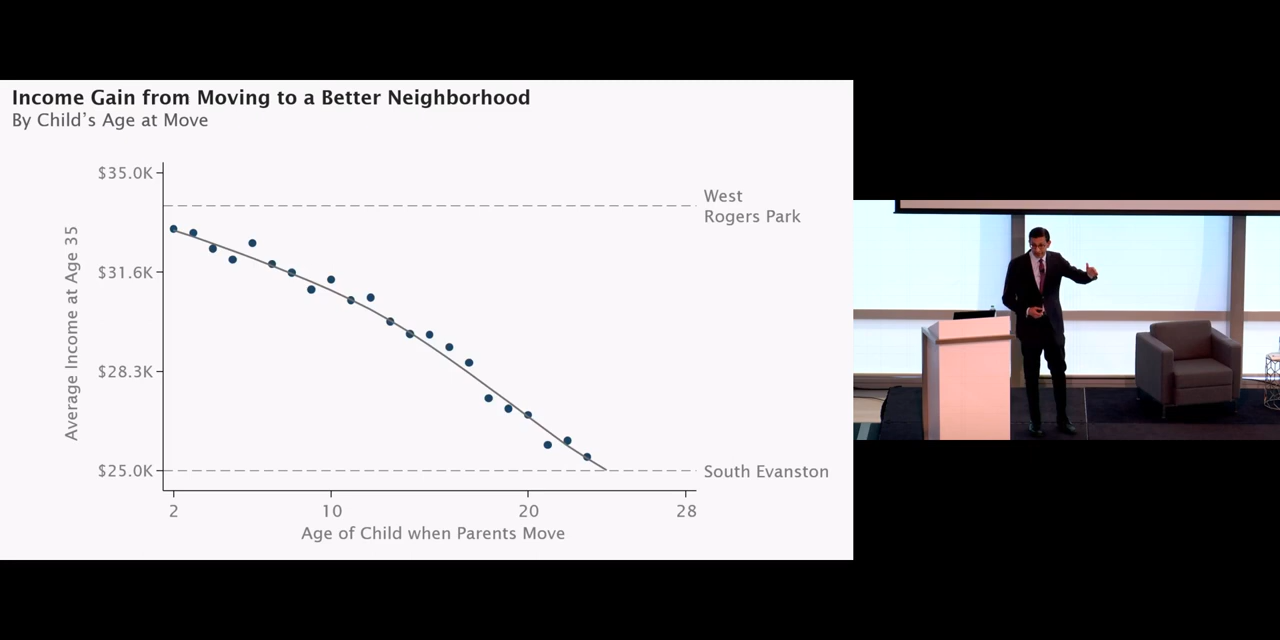 Income Gain from Moving to a Better Neighborhood
By Child's Age at Move
Average Income at Age 35
$35.0K
$31.6K
$28.3K
$25.0K
West
Rogers Park
South Evanston
2
10
20
28
Age of Child when Parents Move